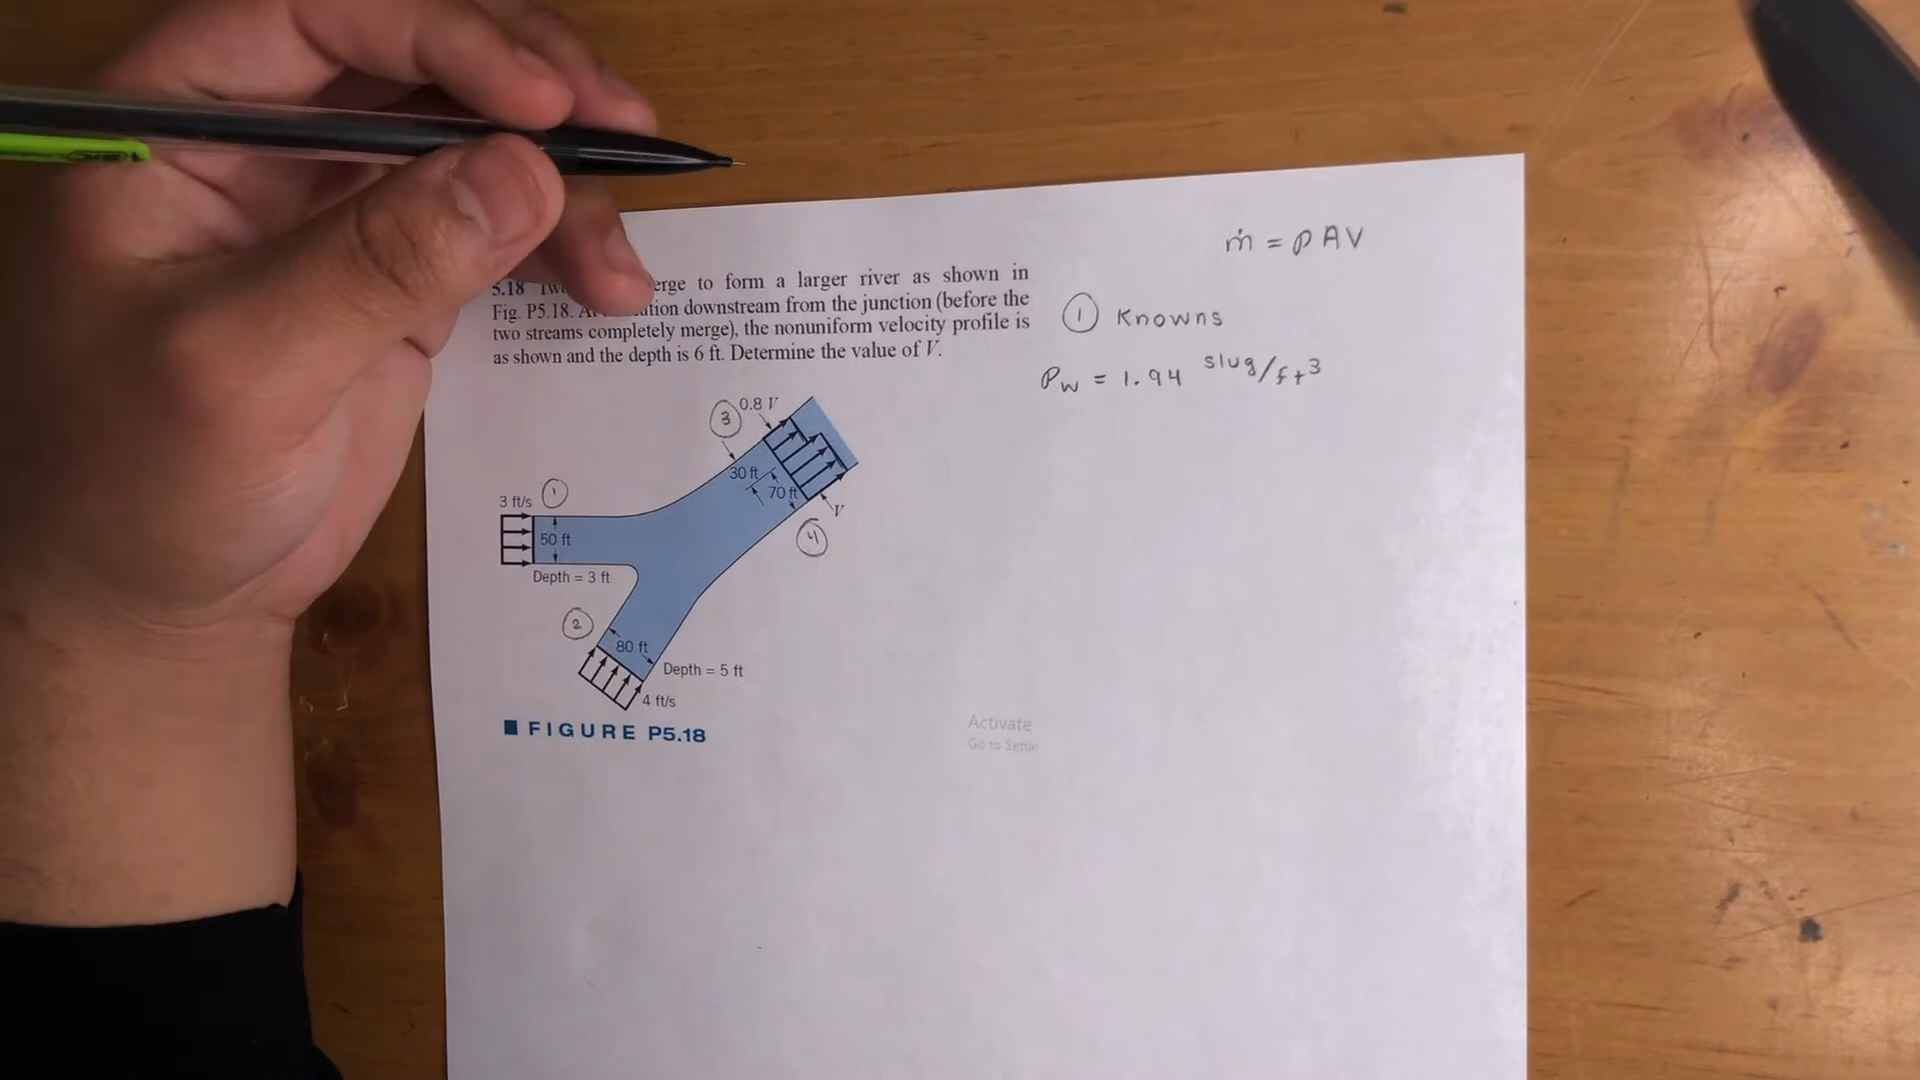 ṁ = ρ A V
5.18 erge to form a larger river as shown in
Fig. P5.18. downstream from the junction (before the
two streams completely merge), the nonuniform velocity profile is
as shown and the depth is 6 ft. Determine the value of V.
① Knowns
ρw = 1.94 slug/ft3
③ 0.8 V
30 ft
70 ft
V
④
3 ft/s ①
50 ft
Depth = 3 ft
②
80 ft
Depth = 5 ft
4 ft/s
FIGURE P5.18
Activate
Go to Settin